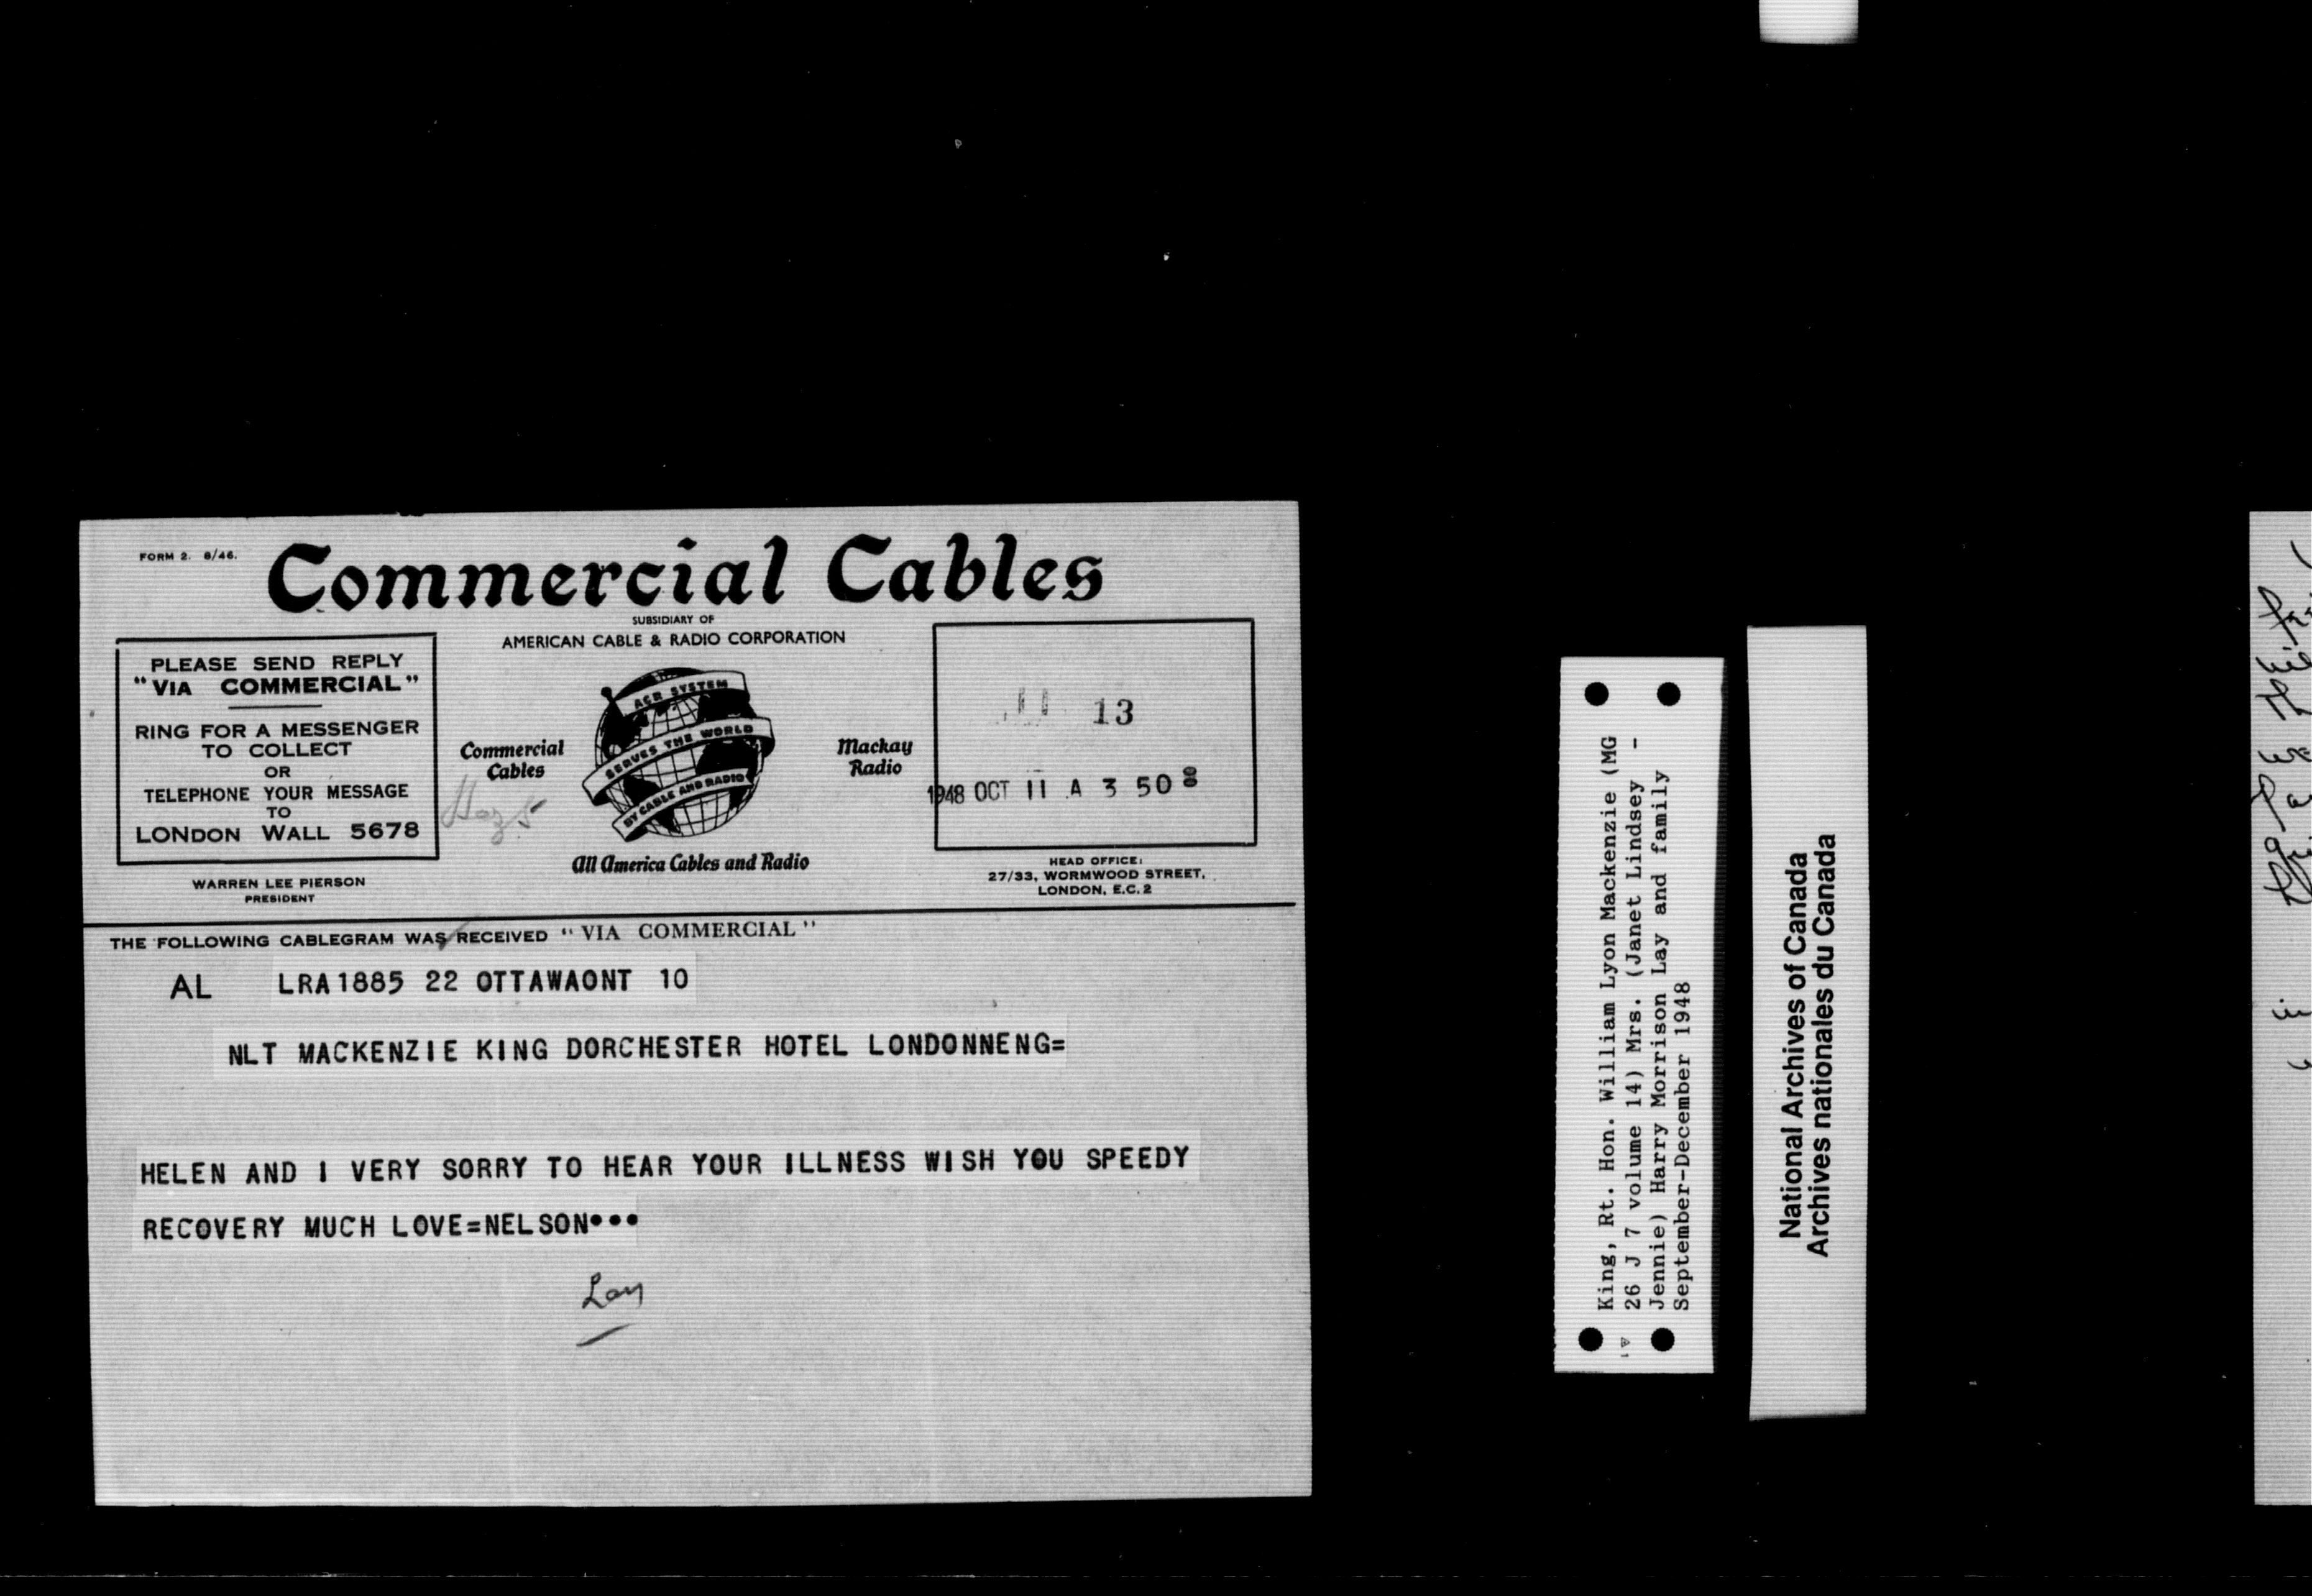 FORM 2. 8/46.
Commercial Cables
SUBSIDIARY OF
AMERICAN CABLE & RADIO CORPORATION
PLEASE SEND REPLY
"VIA COMMERCIAL"
RING FOR A MESSENGER
TO COLLECT
OR
TELEPHONE YOUR MESSAGE
TO
LONDON WALL 5678
WARREN LEE PIERSON
PRESIDENT
Commercial
Cables
ACR SYSTEM
SERVES THE WORLD
BY CABLE AND RADIO
Mackay
Radio
All America Cables and Radio
13
1948 OCT 11 A 3 50
HEAD OFFICE:
27/33, WORMWOOD STREET,
LONDON, E.C.2
THE FOLLOWING CABLEGRAM WAS RECEIVED "VIA COMMERCIAL"
AL LRA1885 22 OTTAWAONT 10
NLT MACKENZIE KING DORCHESTER HOTEL LONDONNENG=
HELEN AND I VERY SORRY TO HEAR YOUR ILLNESS WISH YOU SPEEDY
RECOVERY MUCH LOVE=NELSON•••
Lay
King, Rt. Hon. William Lyon Mackenzie (MG
26 J 7 volume 14) Mrs. (Janet Lindsey -
Jennie) Harry Morrison Lay and family
September-December 1948
National Archives of Canada
Archives nationales du Canada